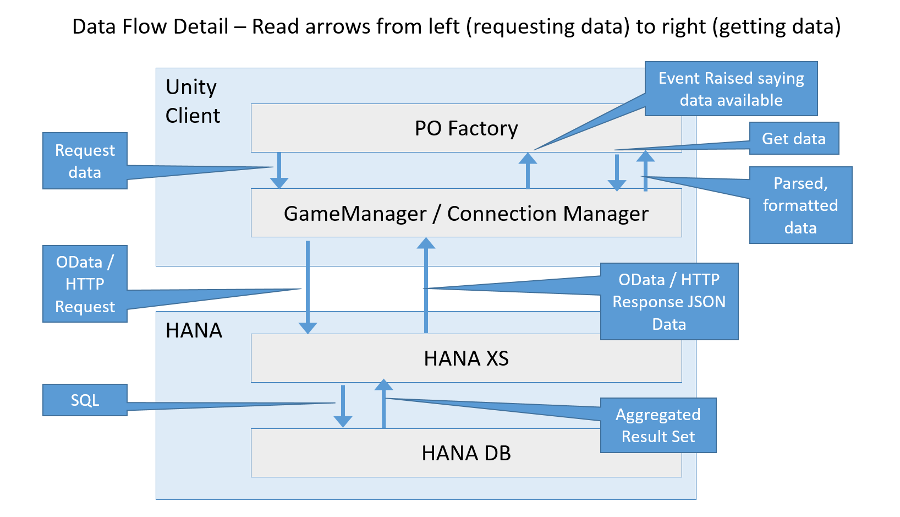 Data Flow Detail – Read arrows from left (requesting data) to right (getting data)
Unity
Client
Event Raised saying
data available
PO Factory
Get data
Request
data
Parsed,
formatted
data
GameManager / Connection Manager
OData /
HTTP
Request
OData / HTTP
Response JSON
Data
HANA
HANA XS
SQL
Aggregated
Result Set
HANA DB